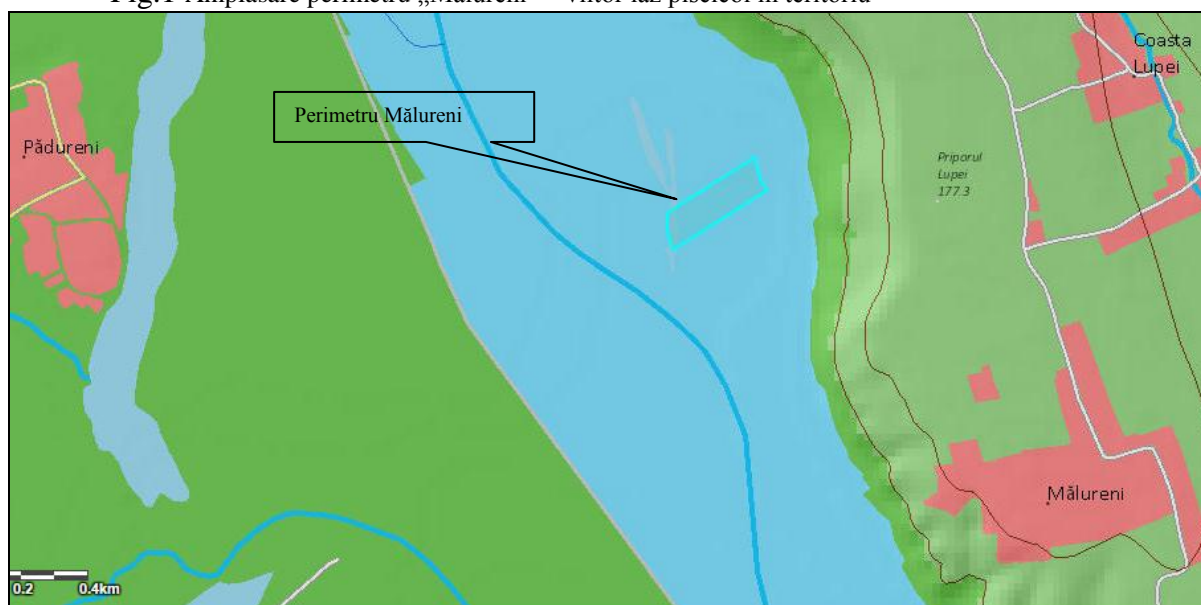 Perimetru Mălureni
Coasta
Lupei
Pădureni
Priporul
Lupei
177.3
Mălureni
0.2 0.4km